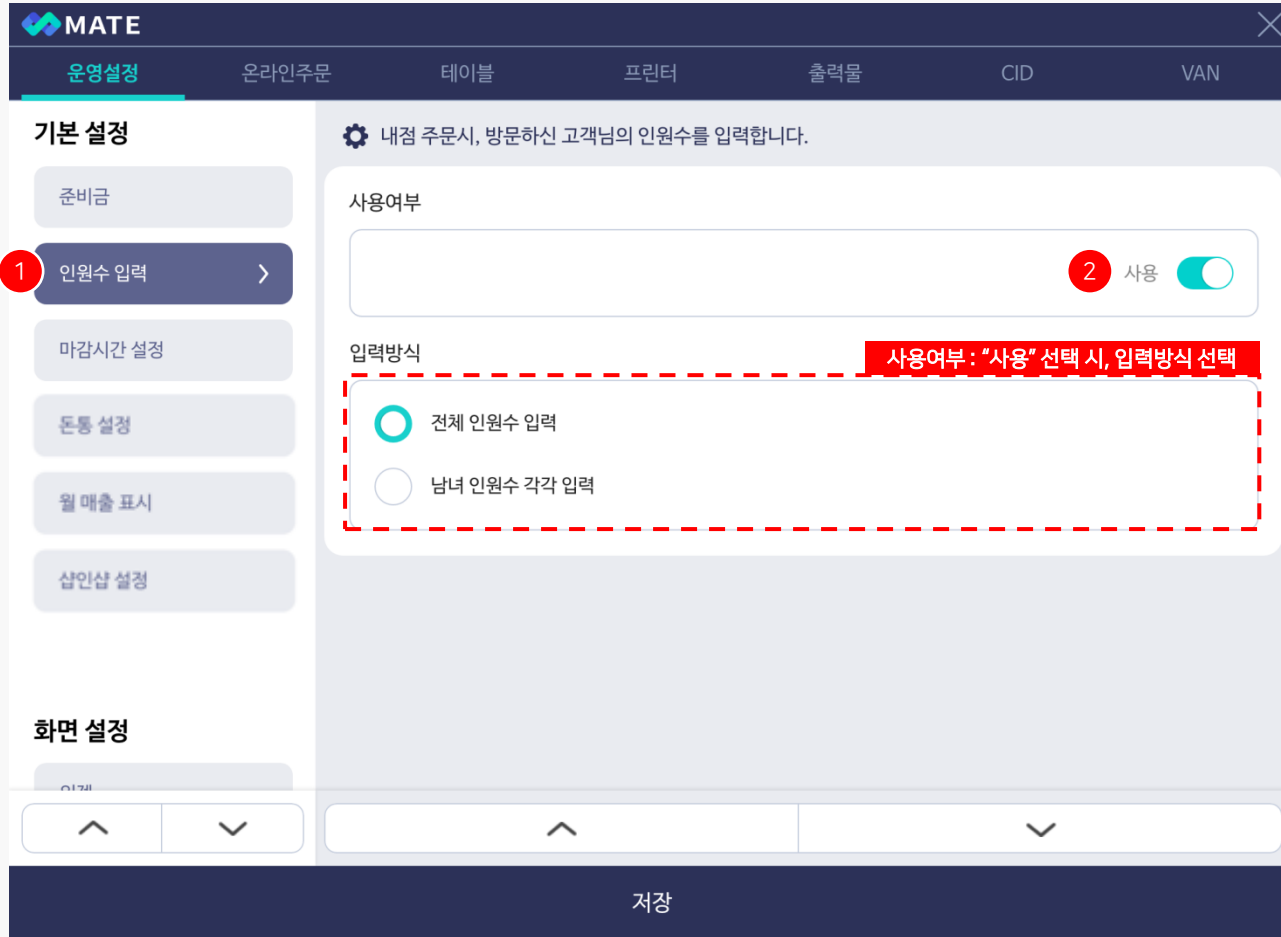 MATE
운영설정 온라인주문 테이블 프린터 출력물 CID VAN
기본 설정
준비금
1
인원수 입력
마감시간 설정
돈통 설정
월 매출 표시
샵인샵 설정
화면 설정
내점 주문시, 방문하신 고객님의 인원수를 입력합니다.
사용여부
2 사용
입력방식
사용여부 : “사용” 선택 시, 입력방식 선택
전체 인원수 입력
남녀 인원수 각각 입력
저장